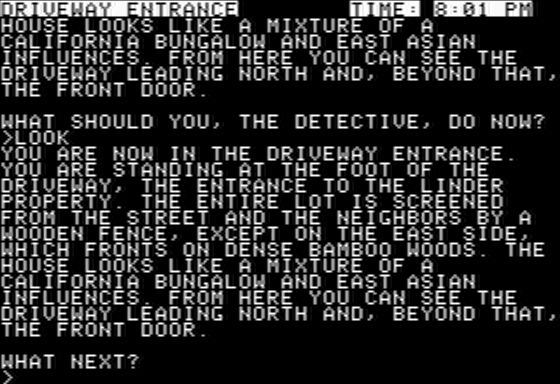 DRIVEWAY ENTRANCE TIME: 8:01 PM
HOUSE LOOKS LIKE A MIXTURE OF A
CALIFORNIA BUNGALOW AND EAST ASIAN
INFLUENCES. FROM HERE YOU CAN SEE THE
DRIVEWAY LEADING NORTH AND, BEYOND THAT,
THE FRONT DOOR.

WHAT SHOULD YOU, THE DETECTIVE, DO NOW?
>LOOK
YOU ARE NOW IN THE DRIVEWAY ENTRANCE.
YOU ARE STANDING AT THE FOOT OF THE
DRIVEWAY, THE ENTRANCE TO THE LINDER
PROPERTY. THE ENTIRE LOT IS SCREENED
FROM THE STREET AND THE NEIGHBORS BY A
WOODEN FENCE, EXCEPT ON THE EAST SIDE,
WHICH FRONTS ON DENSE BAMBOO WOODS. THE
HOUSE LOOKS LIKE A MIXTURE OF A
CALIFORNIA BUNGALOW AND EAST ASIAN
INFLUENCES. FROM HERE YOU CAN SEE THE
DRIVEWAY LEADING NORTH AND, BEYOND THAT,
THE FRONT DOOR.

WHAT NEXT?
>